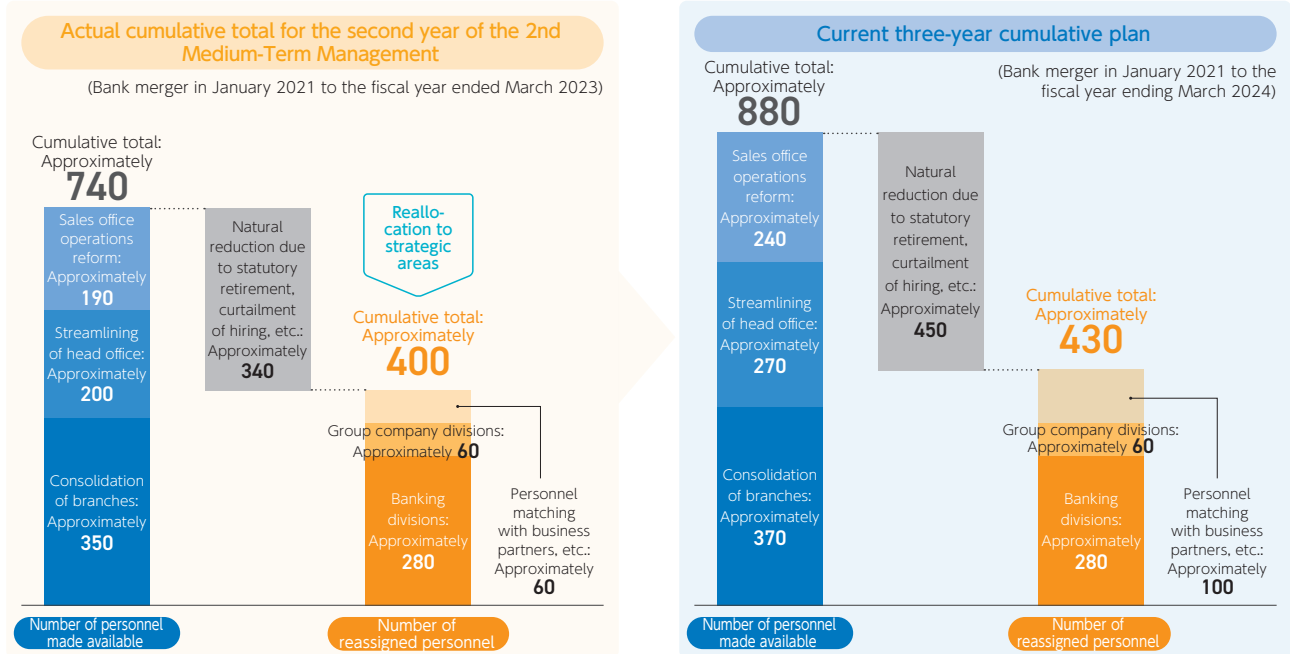 Actual cumulative total for the second year of the 2nd
Medium-Term Management
(Bank merger in January 2021 to the fiscal year ended March 2023)
Cumulative total:
Approximately
740
Sales office
operations
reform:
Approximately
190
Streamlining
of head office:
Approximately
200
Consolidation
of branches:
Approximately
350
Natural
reduction due
to statutory
retirement,
curtailment
of hiring, etc.:
Approximately
340
Reallo-
cation to
strategic
areas
Cumulative total:
Approximately
400
Group company divisions:
Approximately 60
Banking
divisions:
Approximately
280
Personnel
matching
with business
partners, etc.:
Approximately
60
Number of personnel
made available
Number of
reassigned personnel
Current three-year cumulative plan
(Bank merger in January 2021 to the
fiscal year ending March 2024)
Cumulative total:
Approximately
880
Sales office
operations
reform:
Approximately
240
Streamlining
of head office:
Approximately
270
Consolidation
of branches:
Approximately
370
Natural
reduction due
to statutory
retirement,
curtailment
of hiring, etc.:
Approximately
450
Cumulative total:
Approximately
430
Group company divisions:
Approximately 60
Banking
divisions:
Approximately
280
Personnel
matching
with business
partners, etc.:
Approximately
100
Number of personnel
made available
Number of
reassigned personnel